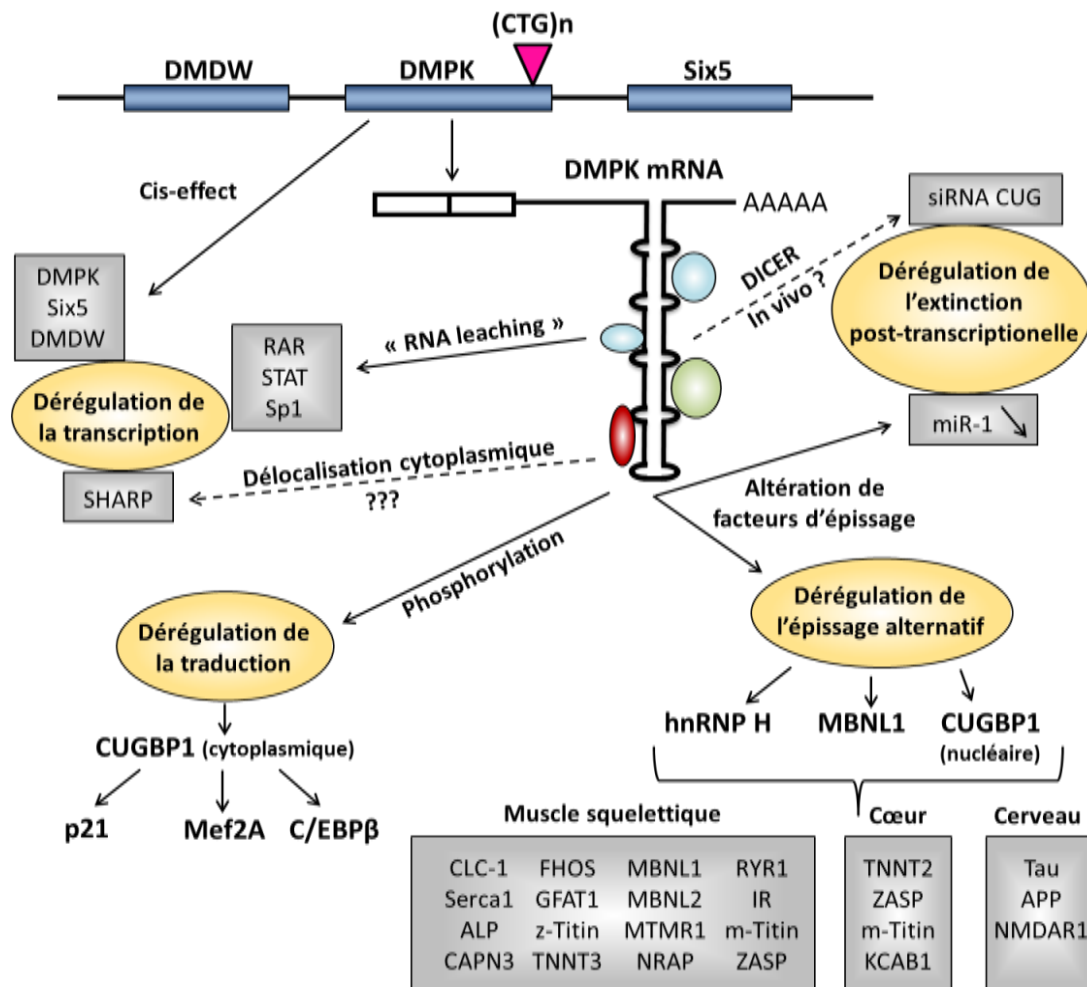 (CTG)n
DMDW
DMPK
Six5
DMPK mRNA
AAAAA
Cis-effect
siRNA CUG
DICER
In vivo ?
Dérégulation de
l'extinction
post-transcriptionelle
miR-1
DMPK
Six5
DMDW
« RNA leaching »
RAR
STAT
Sp1
Dérégulation de
la transcription
SHARP
Délocalisation cytoplasmique
???
Altération de
facteurs d'épissage
Phosphorylation
Dérégulation de
la traduction
Dérégulation de
l'épissage alternatif
CUGBP1 (cytoplasmique)
p21
Mef2A
C/EBPβ
hnRNP H
MBNL1
CUGBP1
(nucléaire)
Muscle squelettique
CLC-1 FHOS MBNL1 RYR1
Serca1 GFAT1 MBNL2 IR
ALP z-Titin MTMR1 m-Titin
CAPN3 TNNT3 NRAP ZASP
Cœur
TNNT2
ZASP
m-Titin
KCAB1
Cerveau
Tau
APP
NMDAR1